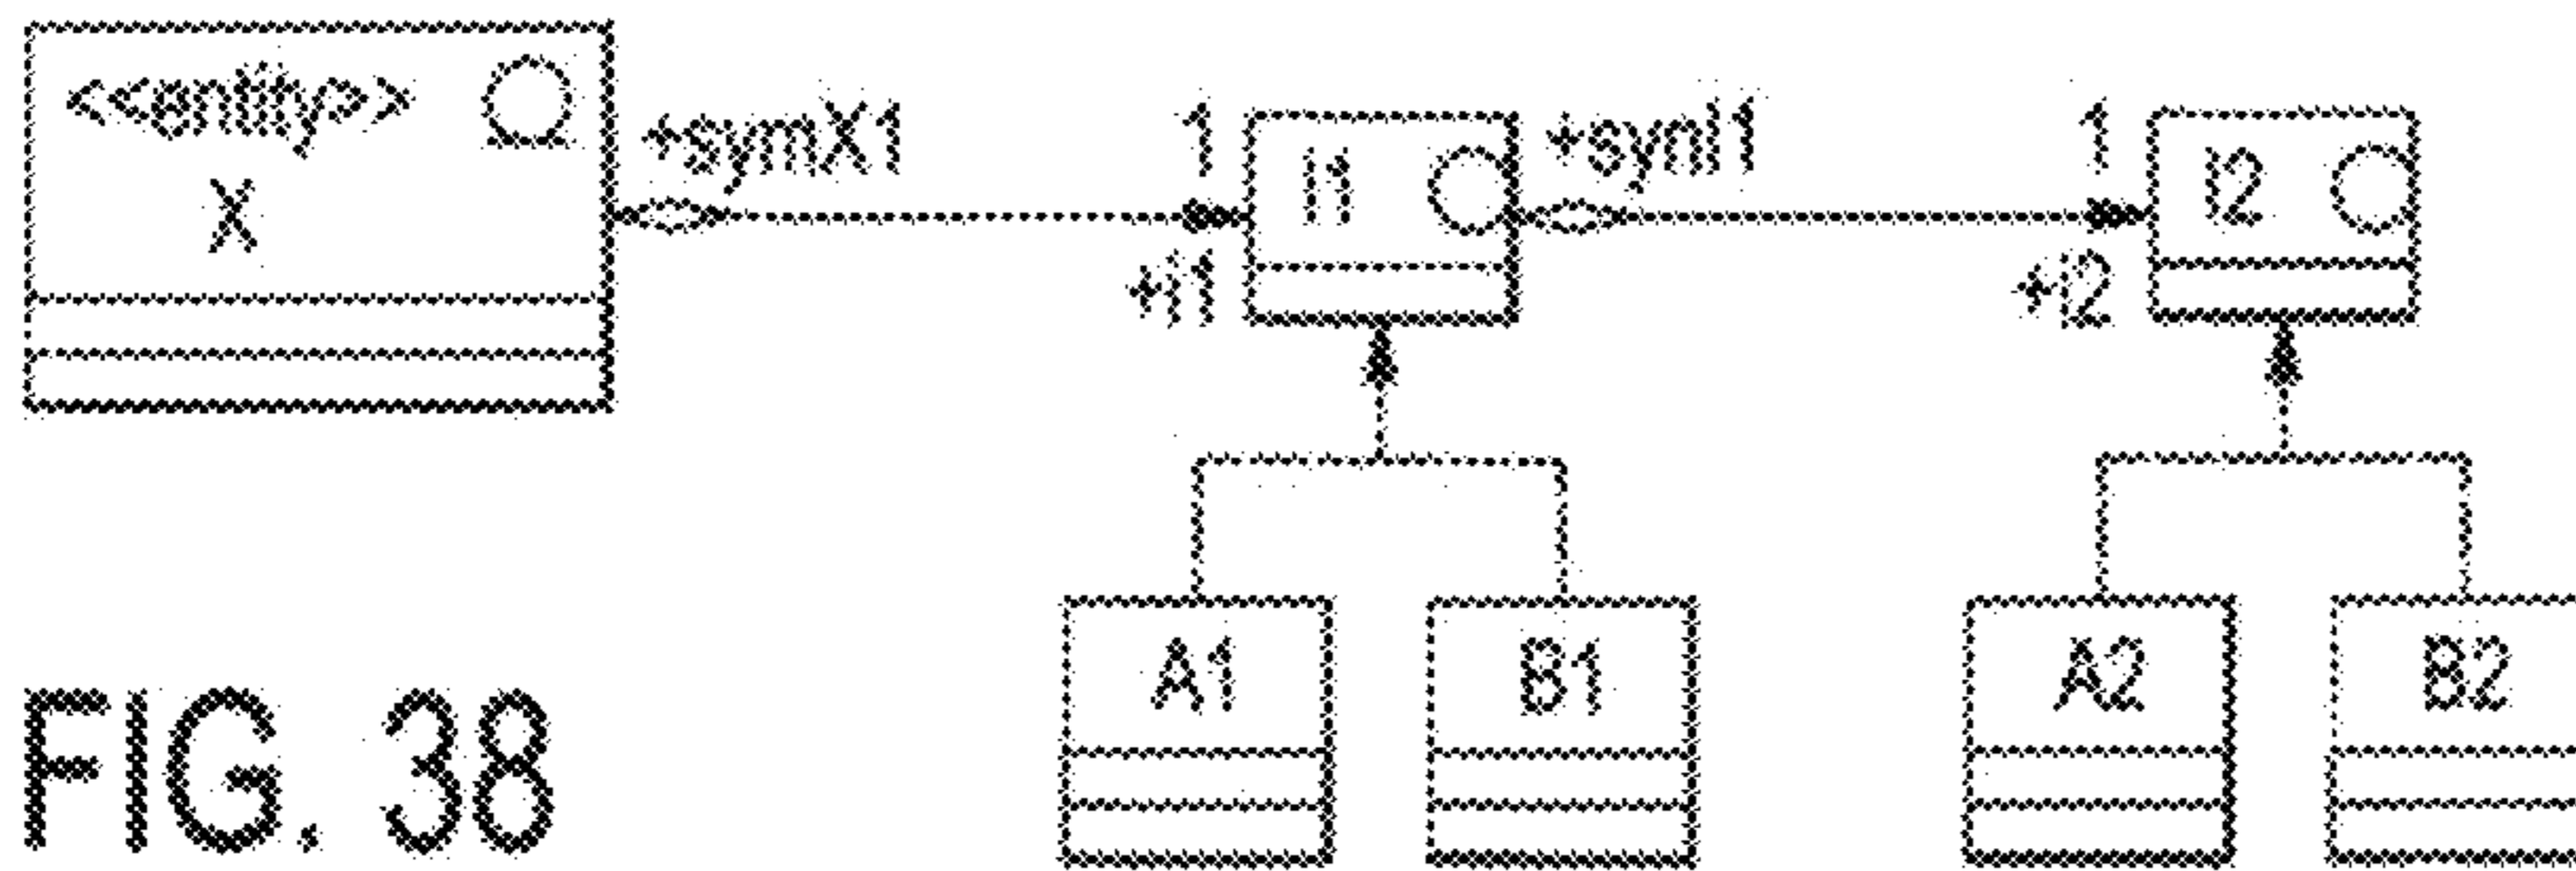 <<entity>>
X
+symX1
1
+i1
I1
+synI1
1
+i2
I2
A1
B1
A2
B2
FIG. 38